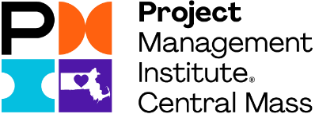 P
Project
Management
Institute®
Central Mass